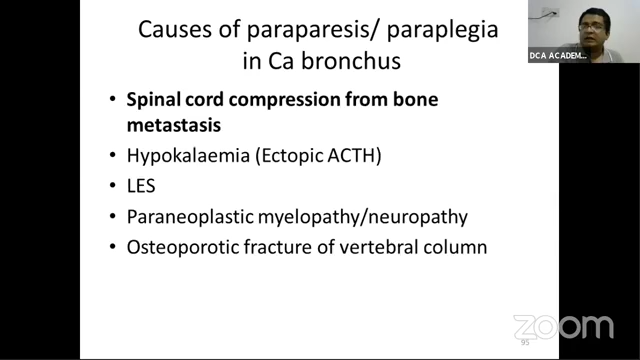 Causes of paraparesis/ paraplegia
in Ca bronchus
• Spinal cord compression from bone
metastasis
• Hypokalaemia (Ectopic ACTH)
• LES
• Paraneoplastic myelopathy/neuropathy
• Osteoporotic fracture of vertebral column
DCA ACADEM...
zoom
95